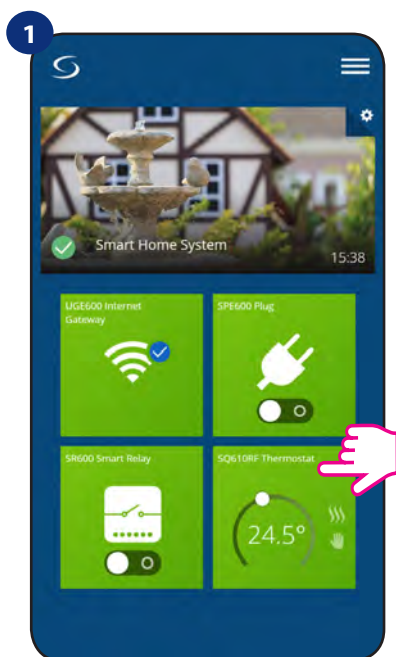 1
Smart Home System
15:38
UGE600 Internet
Gateway
SPE600 Plug
SR600 Smart Relay
SQ610RF Thermostat
24.5°